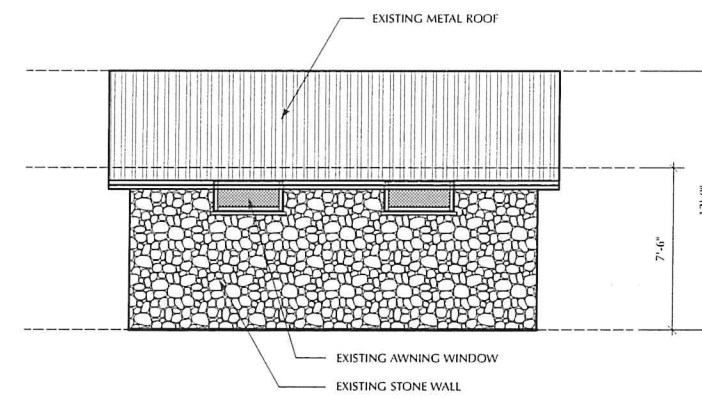 EXISTING METAL ROOF
7'-6"
EXISTING AWNING WINDOW
EXISTING STONE WALL